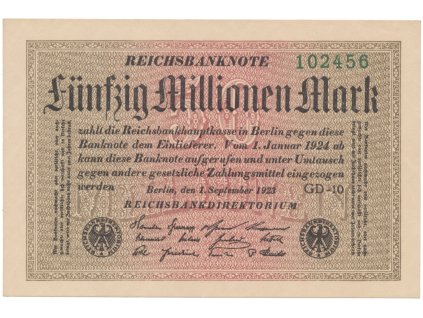 REICHSBANKNOTE
102456
Fünfzig Millionen Mark
zahlt die Reichsbankhauptkasse in Berlin gegen diese
Banknote dem Einlieferer. Vom 1. Januar 1924 ab
kann diese Banknote aufgerufen und unter Umtausch
gegen andere gesetzliche Zahlungsmittel eingezogen
werden
Berlin, den 1. September 1923
GD-10
REICHSBANKDIREKTORIUM